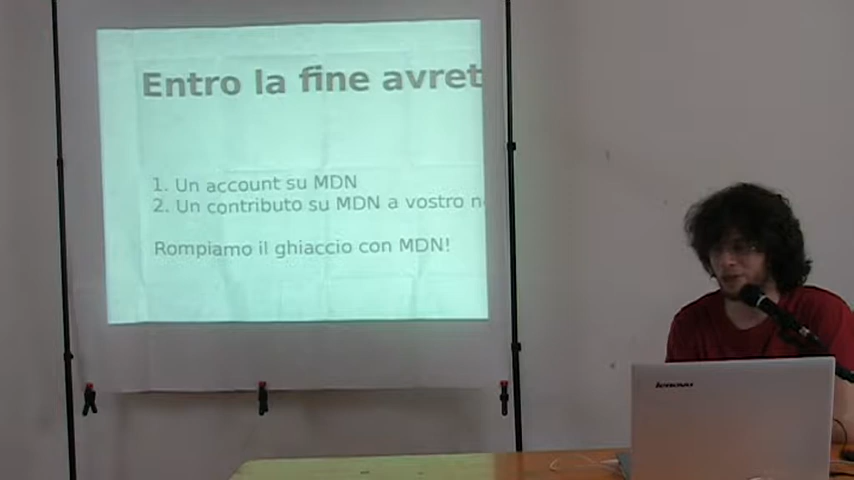 Entro la fine avret
1. Un account su MDN
2. Un contributo su MDN a vostro n
Rompiamo il ghiaccio con MDN!
lenovo